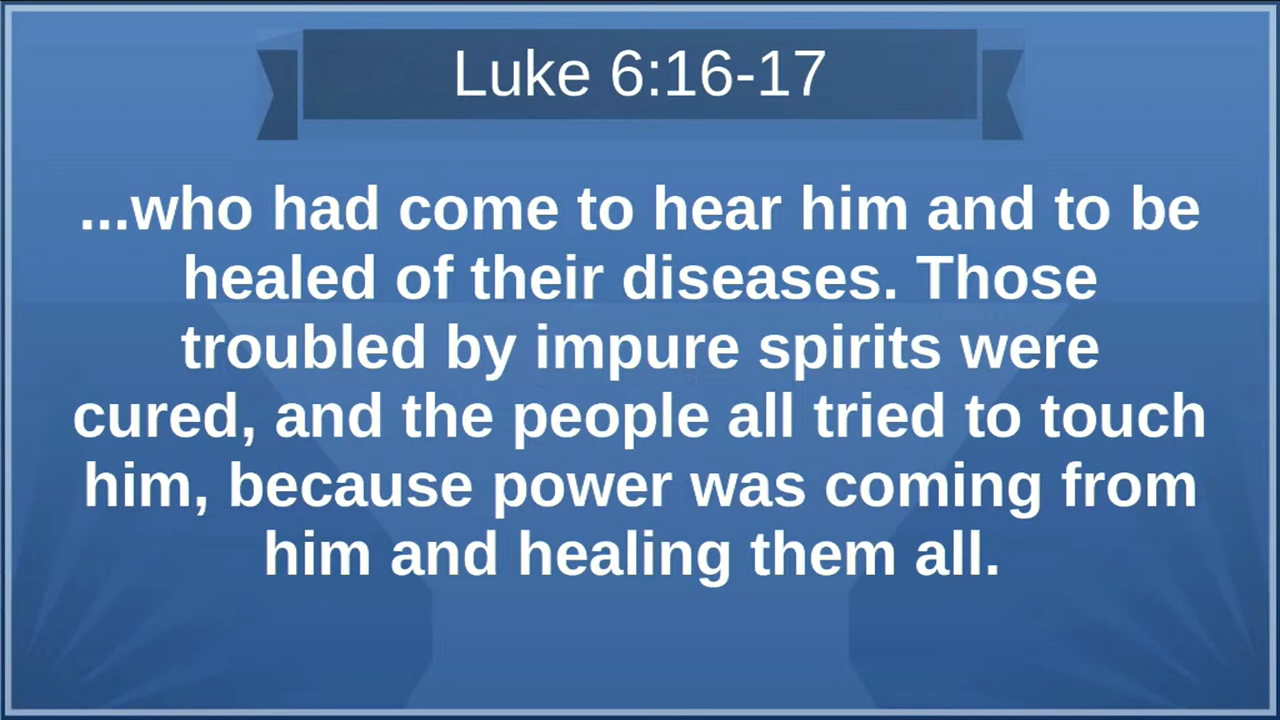 Luke 6:16-17
...who had come to hear him and to be
healed of their diseases. Those
troubled by impure spirits were
cured, and the people all tried to touch
him, because power was coming from
him and healing them all.